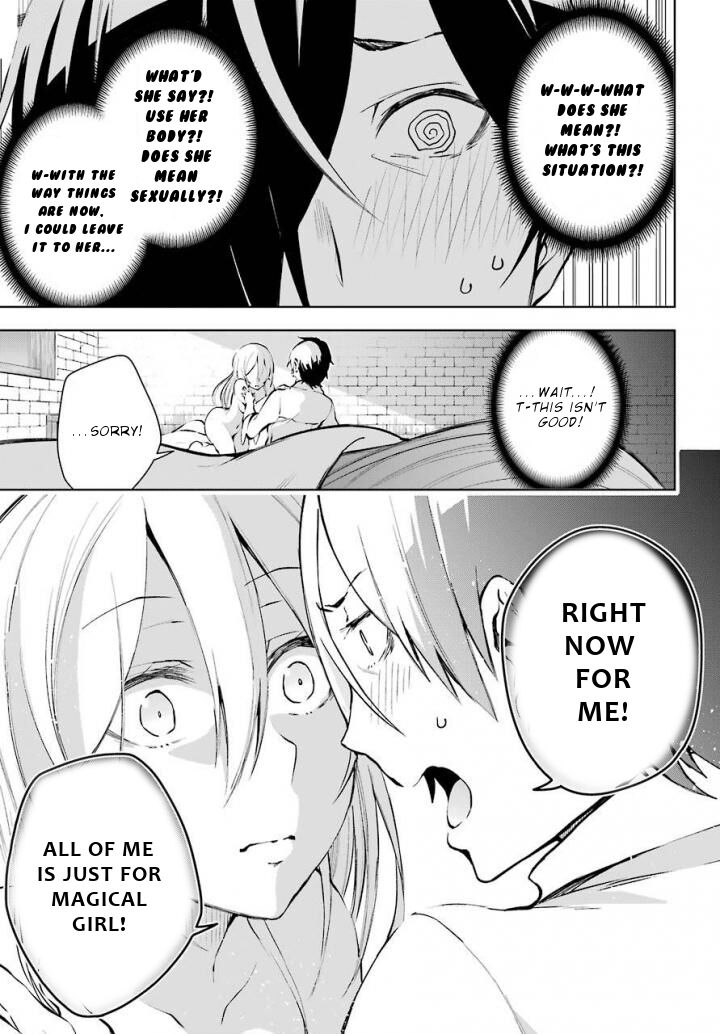 W-W-W-WHAT
DOES SHE
MEAN?!
WHAT'S THIS
SITUATION?!
WHAT'D
SHE SAY?!
USE HER
BODY?!
DOES SHE
MEAN
SEXUALLY?!
W-WITH THE
WAY THINGS
ARE NOW,
I COULD LEAVE
IT TO HER...
...WAIT...!
T-THIS ISN'T
GOOD!
...SORRY!
RIGHT
NOW
FOR
ME!
ALL OF ME
IS JUST FOR
MAGICAL
GIRL!